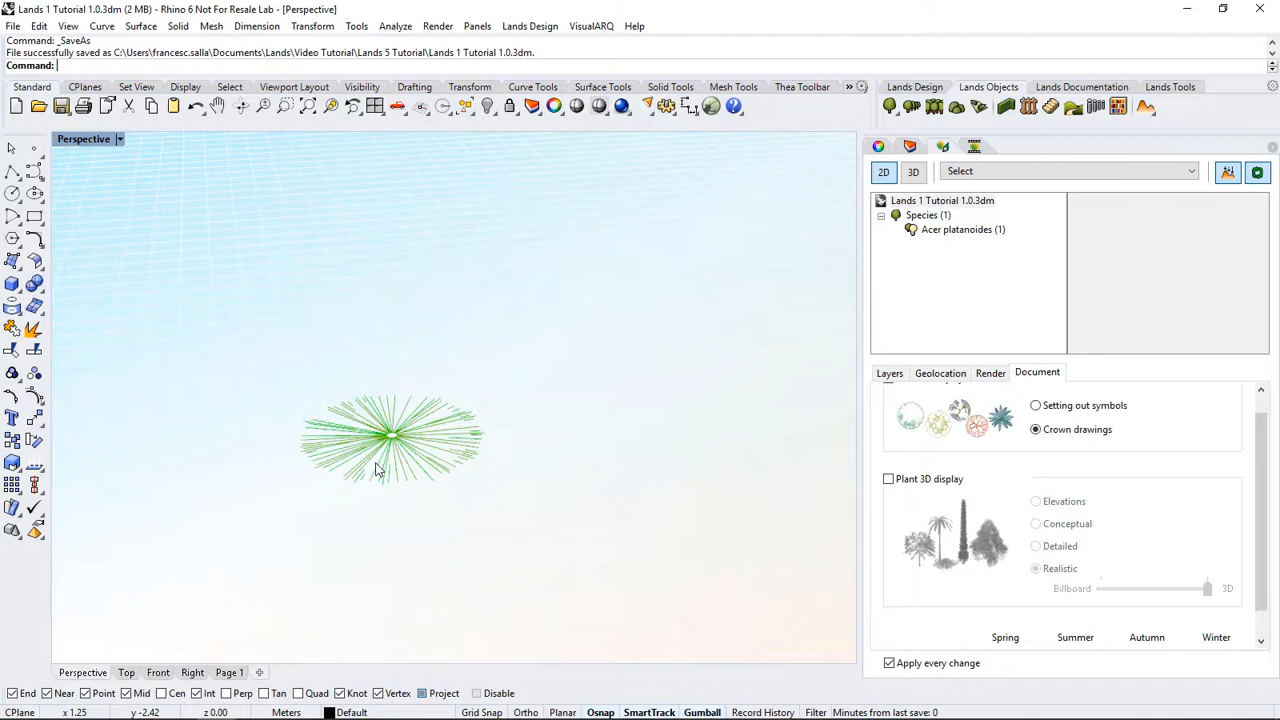 Lands 1 Tutorial 1.0.3dm (2 MB) - Rhino 6 Not For Resale Lab - [Perspective]
File Edit View Curve Surface Solid Mesh Dimension Transform Tools Analyze Render Panels Lands Design VisualARQ Help
Command: _SaveAs
File successfully saved as C:\Users\francesc.salla\Documents\Lands\Video Tutorial\Lands 5 Tutorial\Lands 1 Tutorial 1.0.3dm.
Command:
Standard CPlanes Set View Display Select Viewport Layout Visibility Transform Curve Tools Surface Tools Solid Tools Mesh Tools Drafting Thea Toolbar »
Lands Design Lands Objects Lands Documentation Lands Tools
Perspective
2D 3D Select
Lands 1 Tutorial 1.0.3dm
Species (1)
Acer platanoides (1)
Layers Geolocation Render Document
Setting out symbols
Crown drawings
Plant 3D display
Elevations
Conceptual
Detailed
Realistic
Billboard 3D
Spring Summer Autumn Winter
Apply every change
Perspective Top Front Right Page 1
End Near Point Mid Cen Int Perp Tan Quad Knot Vertex Project Disable
CPlane x 1.25 y -2.42 z 0.00 Meters Default Grid Snap Ortho Planar Osnap SmartTrack Gumball Record History Filter Minutes from last save: 0